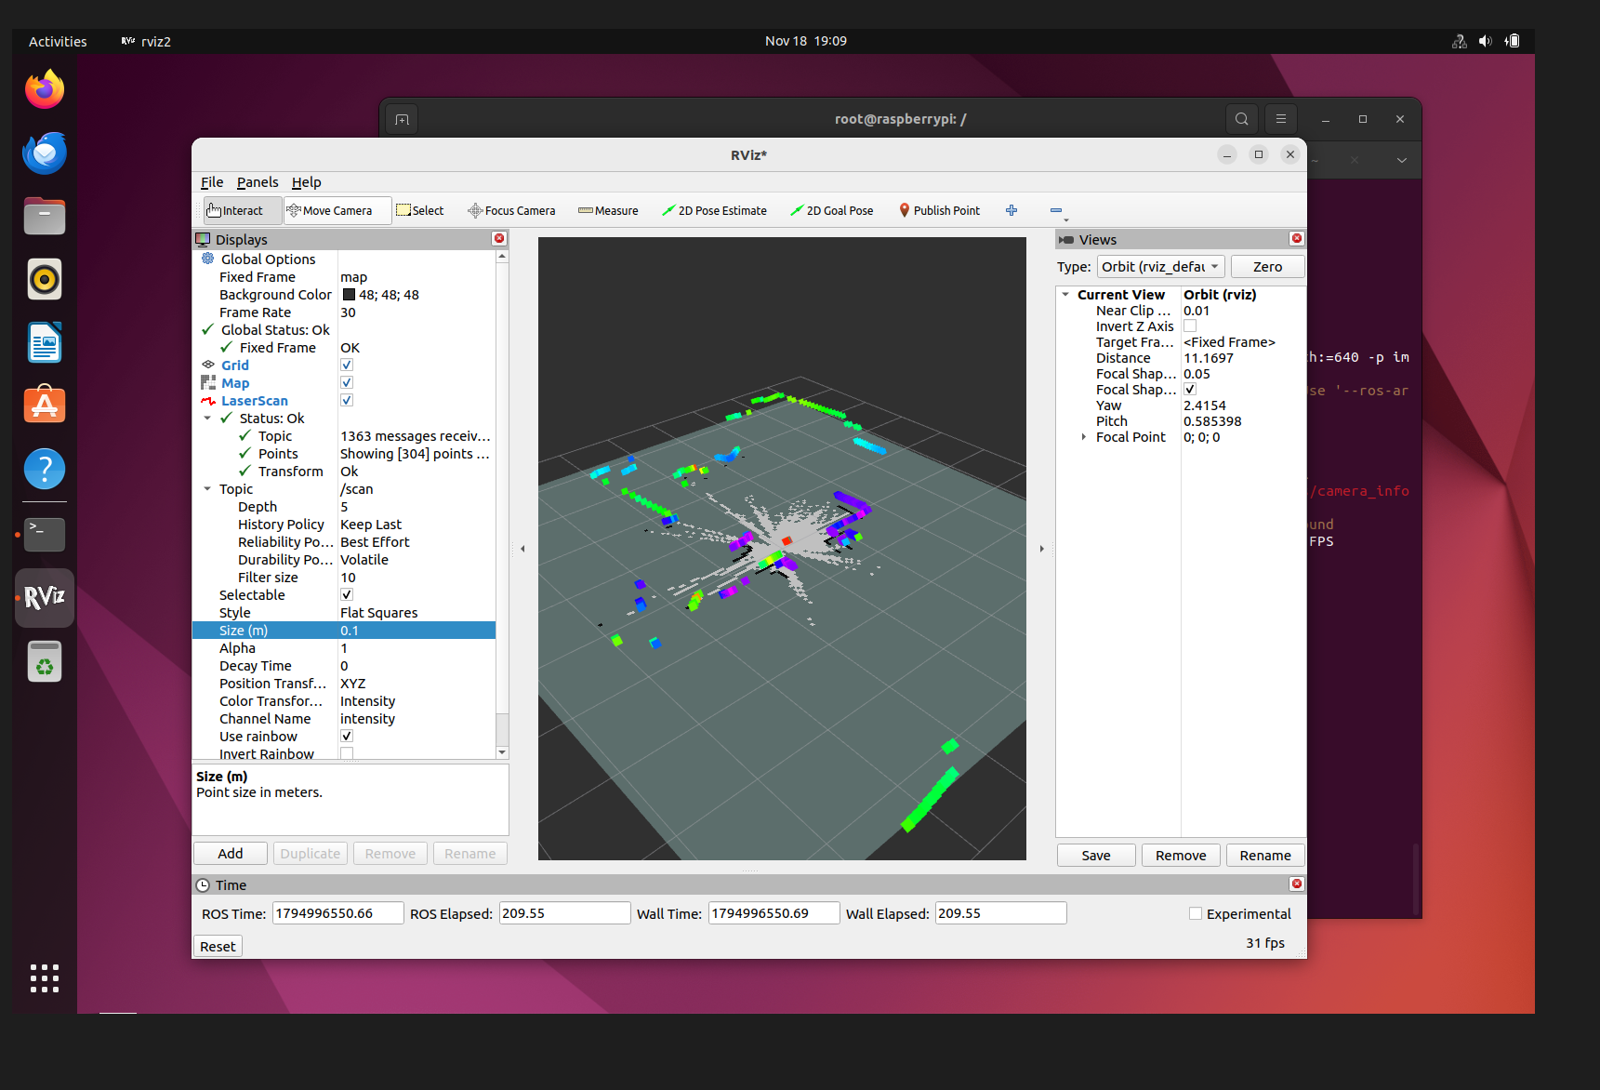 Activities
RViz rviz2
Nov 18 19:09
root@raspberrypi: /
RViz*
File Panels Help
Interact
Move Camera
Select
Focus Camera
Measure
2D Pose Estimate
2D Goal Pose
Publish Point
Displays
Global Options
Fixed Frame map
Background Color 48; 48; 48
Frame Rate 30
Global Status: Ok
Fixed Frame OK
Grid
Map
LaserScan
Status: Ok
Topic 1363 messages receiv...
Points Showing [304] points ...
Transform Ok
Topic /scan
Depth 5
History Policy Keep Last
Reliability Po... Best Effort
Durability Po... Volatile
Filter size 10
Selectable
Style Flat Squares
Size (m) 0.1
Alpha 1
Decay Time 0
Position Transf... XYZ
Color Transfor... Intensity
Channel Name intensity
Use rainbow
Invert Rainbow
Size (m)
Point size in meters.
Add Duplicate Remove Rename
Views
Type: Orbit (rviz_defau Zero
Current View Orbit (rviz)
Near Clip ... 0.01
Invert Z Axis
Target Fra... <Fixed Frame>
Distance 11.1697
Focal Shap... 0.05
Focal Shap...
Yaw 2.4154
Pitch 0.585398
Focal Point 0; 0; 0
Save Remove Rename
h:=640 -p im
se '--ros-ar
/camera_info
und
FPS
Time
ROS Time: 1794996550.66 ROS Elapsed: 209.55 Wall Time: 1794996550.69 Wall Elapsed: 209.55 Experimental
Reset
31 fps
RViz